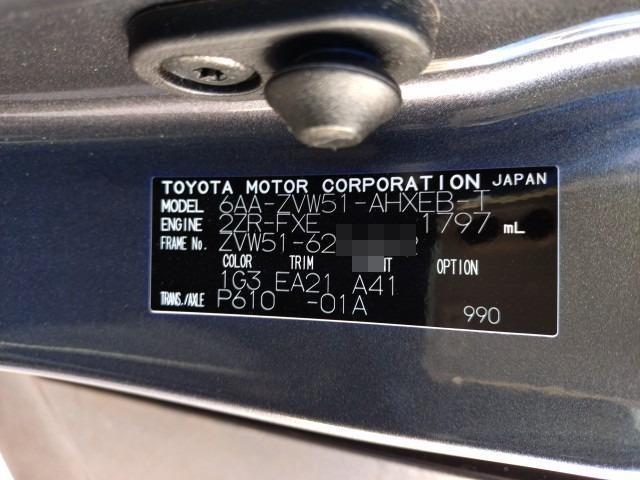 TOYOTA MOTOR CORPORATION JAPAN
MODEL 6AA-ZVW51-AHXEB-T
ENGINE 2ZR-FXE 1797 mL
FRAME No. ZVW51-62
COLOR TRIM OPTION
1G3 EA21 A41
TRANS./AXLE P610 -01A 990